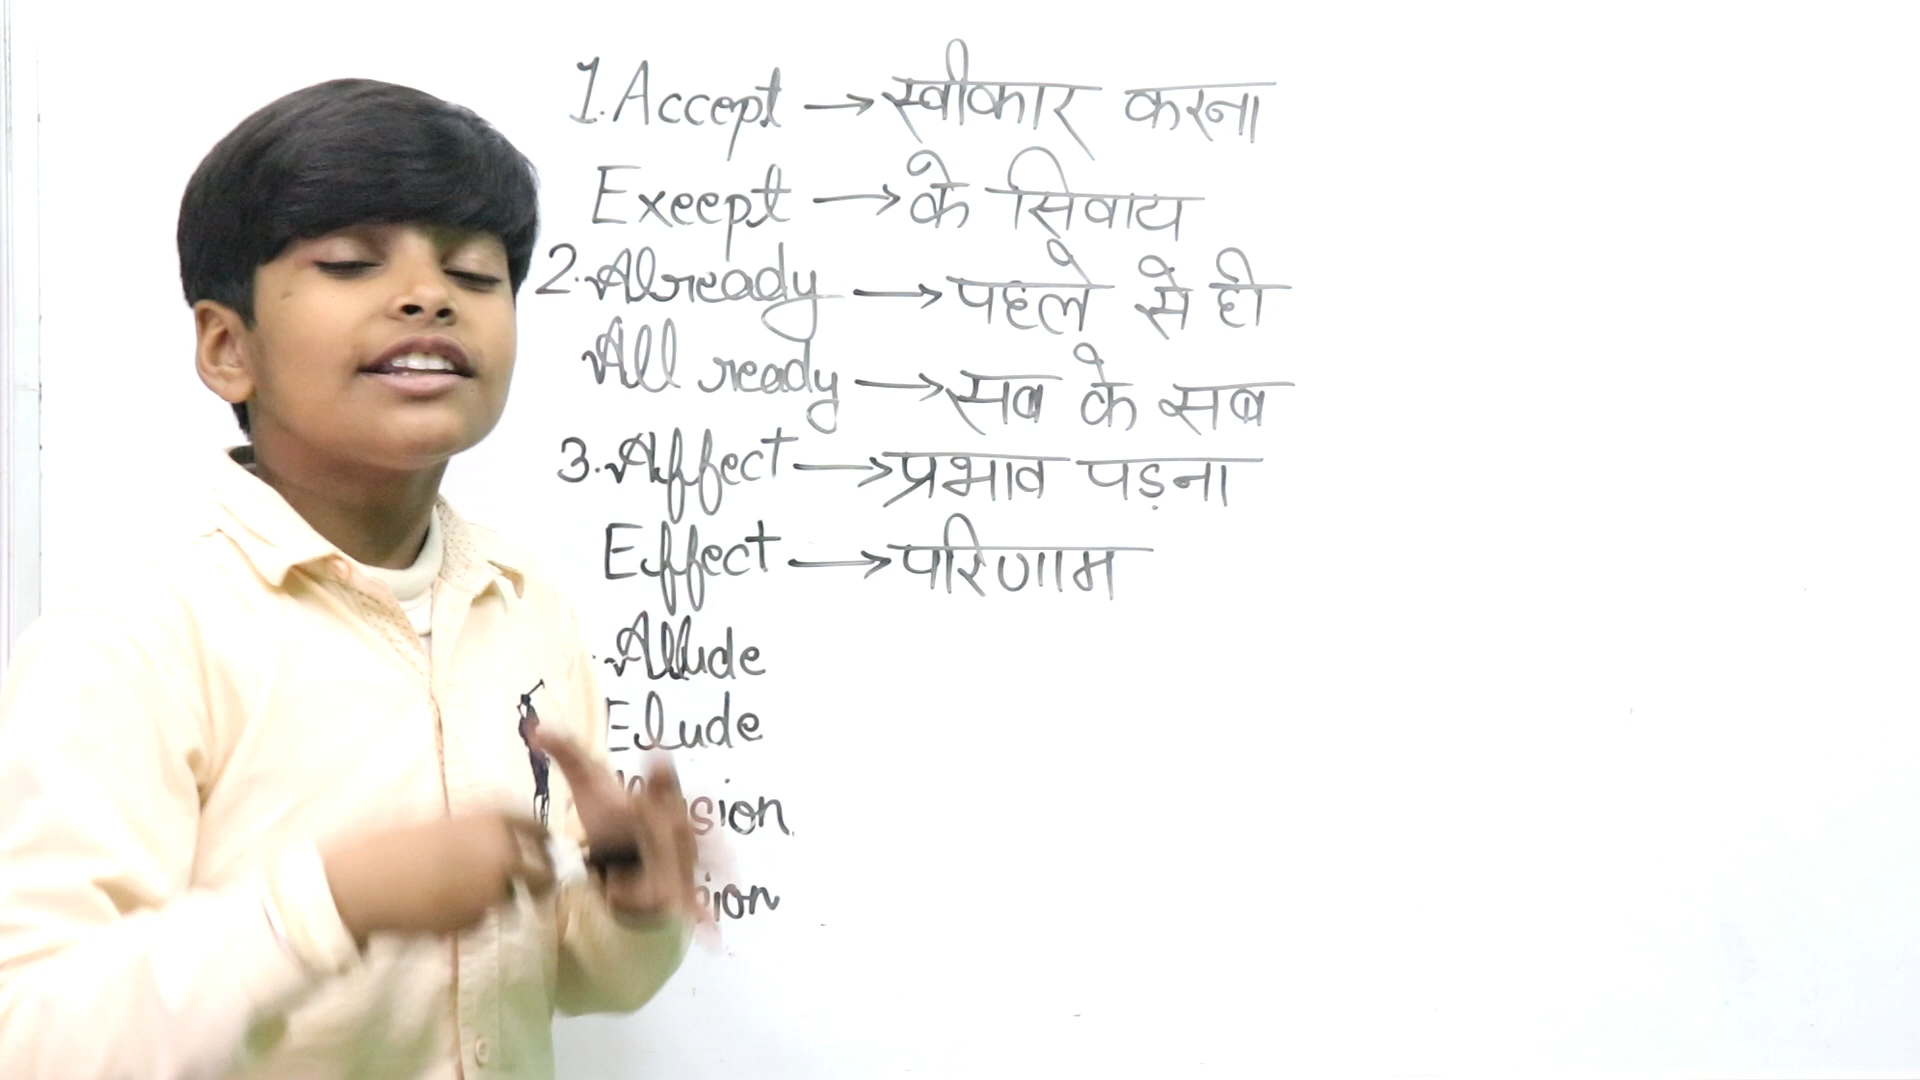 1. Accept → स्वीकार करना
Exeept → के सिवाय
2. Already → पहले से ही
All ready → सब के सब
3. Affect → प्रभाव पड़ना
Effect → परिणाम
Allude
Elude